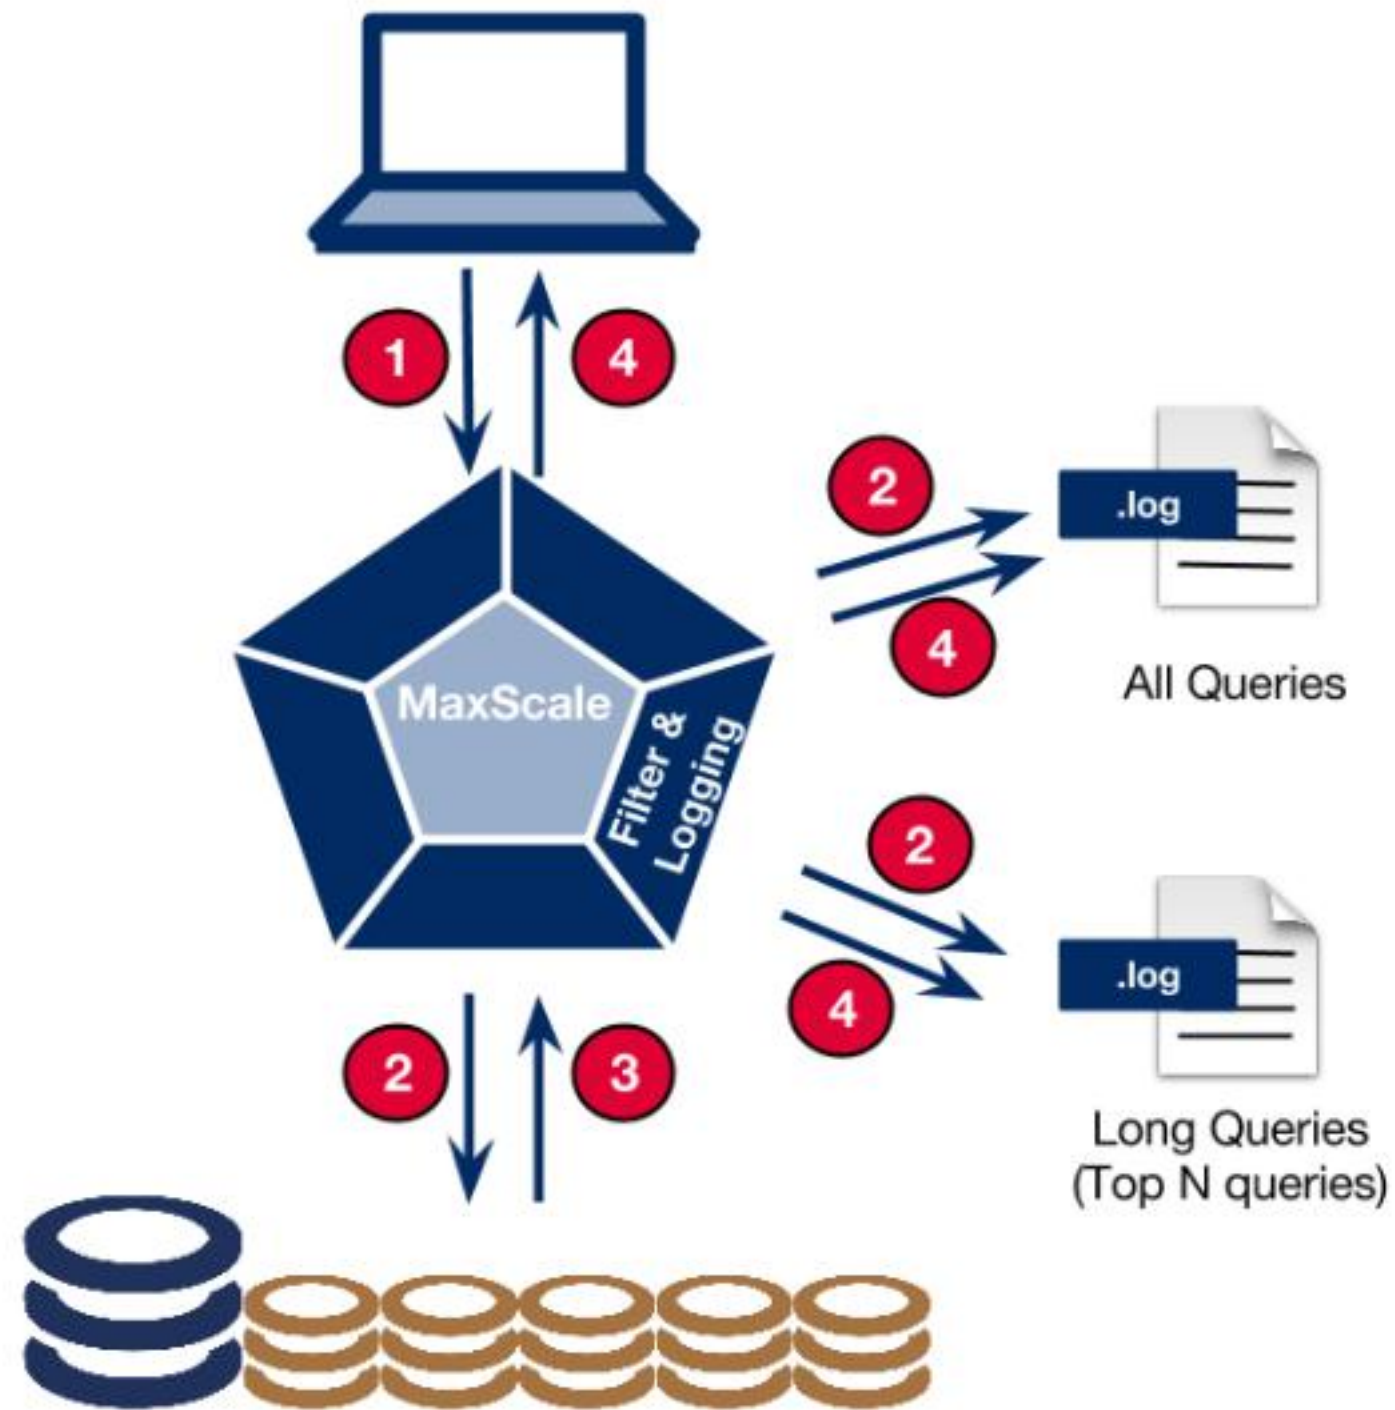 1
4
2
.log
4
All Queries
MaxScale
Filter &
Logging
2
.log
4
Long Queries
(Top N queries)
2
3